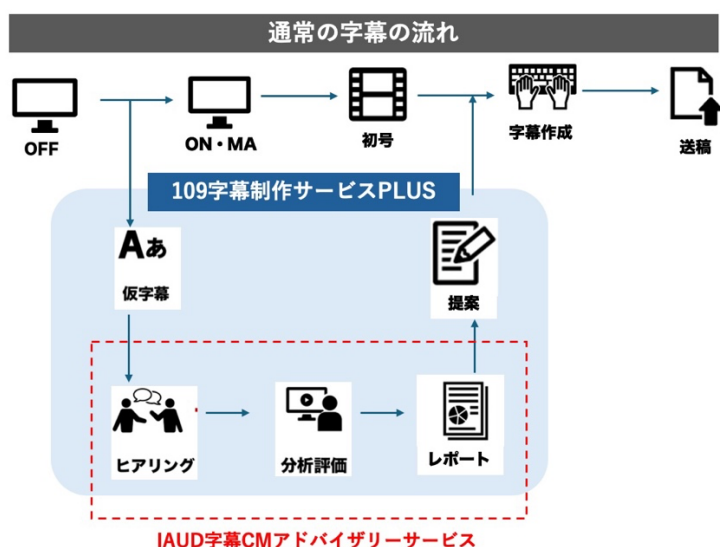 通常の字幕の流れ
OFF
ON・MA
初号
字幕作成
送稿
109字幕制作サービスPLUS
Aあ
仮字幕
提案
ヒアリング
分析評価
レポート
IAUD字幕CMアドバイザリーサービス